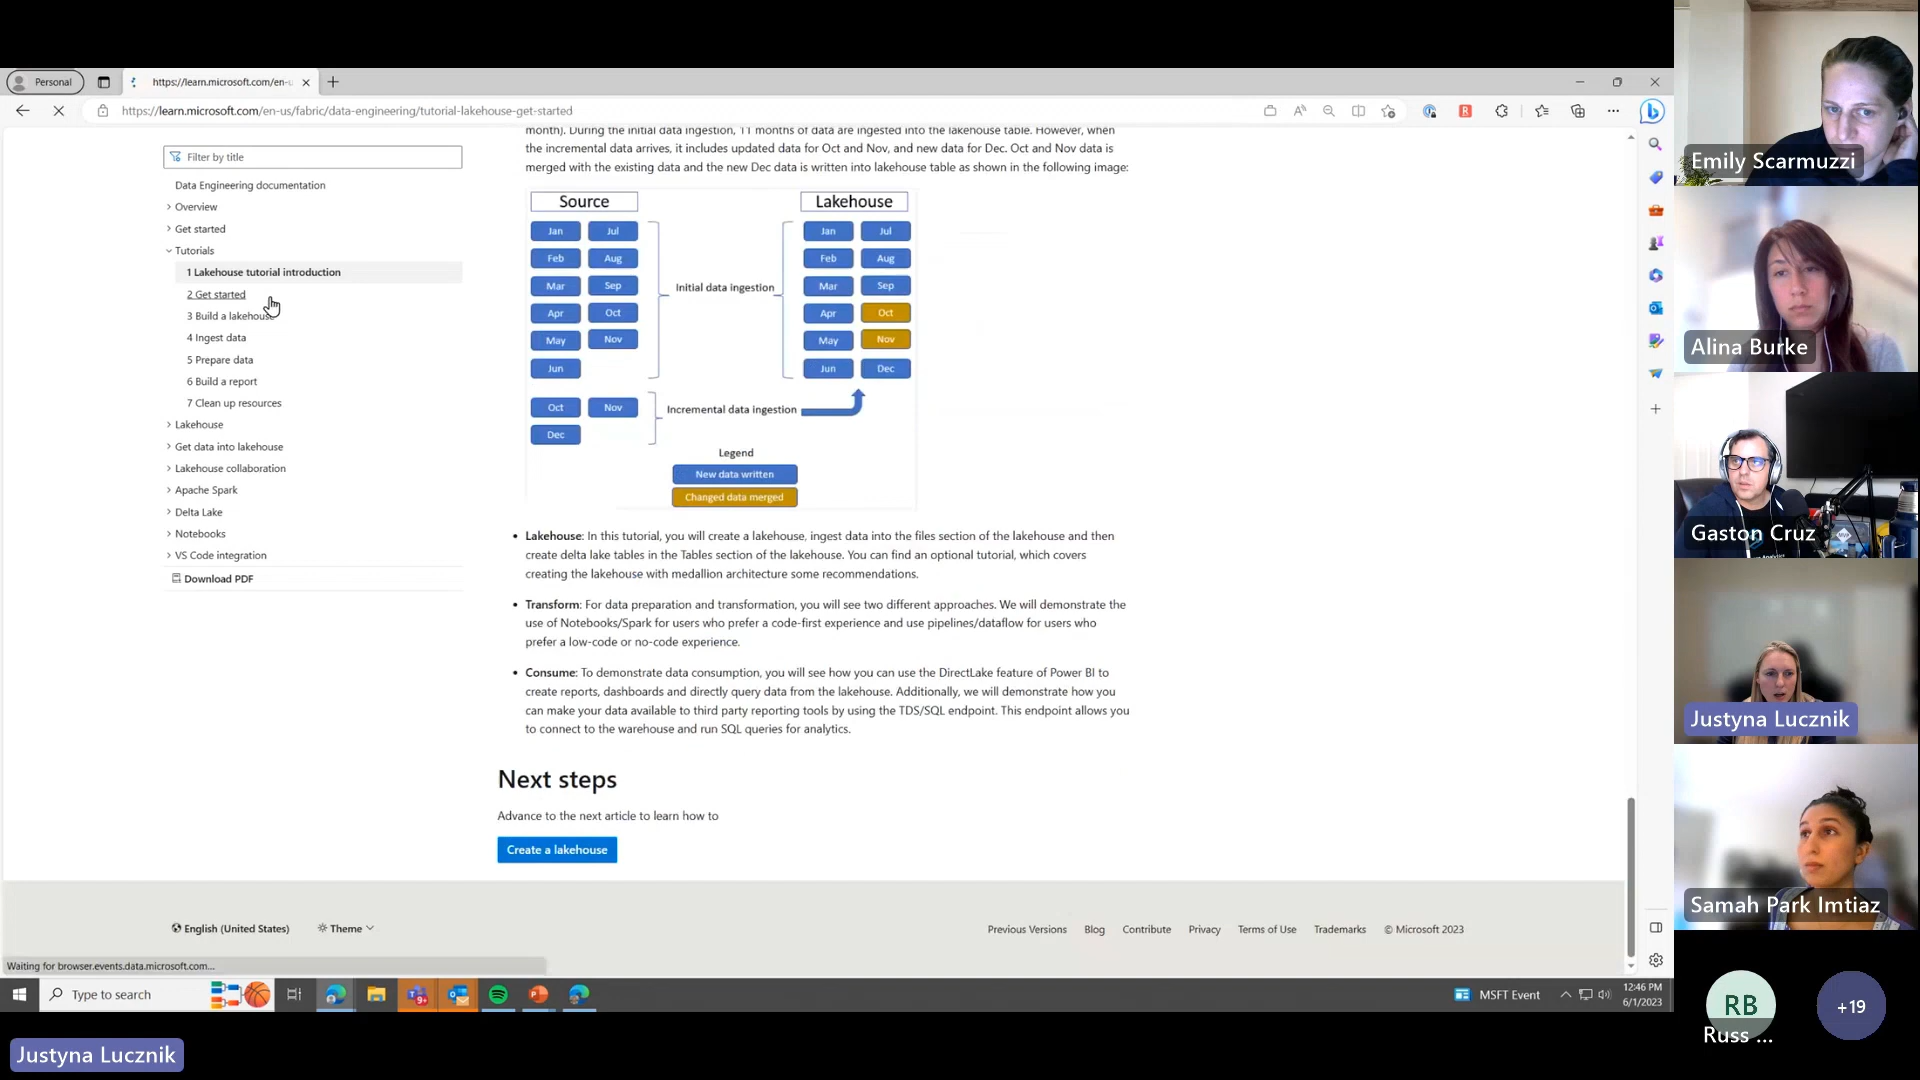 Personal
https://learn.microsoft.com/en-u
https://learn.microsoft.com/en-us/fabric/data-engineering/tutorial-lakehouse-get-started
Filter by title
Data Engineering documentation
Overview
Get started
Tutorials
1 Lakehouse tutorial introduction
2 Get started
3 Build a lakehouse
4 Ingest data
5 Prepare data
6 Build a report
7 Clean up resources
Lakehouse
Get data into lakehouse
Lakehouse collaboration
Apache Spark
Delta Lake
Notebooks
VS Code integration
Download PDF
month). During the initial data ingestion, 11 months of data are ingested into the lakehouse table. However, when
the incremental data arrives, it includes updated data for Oct and Nov, and new data for Dec. Oct and Nov data is
merged with the existing data and the new Dec data is written into lakehouse table as shown in the following image:
Source
Lakehouse
Jan Jul
Feb Aug
Mar Sep
Apr Oct
May Nov
Jun
Initial data ingestion
Jan Jul
Feb Aug
Mar Sep
Apr Oct
May Nov
Jun Dec
Oct Nov
Dec
Incremental data ingestion
Legend
New data written
Changed data merged
• Lakehouse: In this tutorial, you will create a lakehouse, ingest data into the files section of the lakehouse and then
create delta lake tables in the Tables section of the lakehouse. You can find an optional tutorial, which covers
creating the lakehouse with medallion architecture some recommendations.
• Transform: For data preparation and transformation, you will see two different approaches. We will demonstrate the
use of Notebooks/Spark for users who prefer a code-first experience and use pipelines/dataflow for users who
prefer a low-code or no-code experience.
• Consume: To demonstrate data consumption, you will see how you can use the DirectLake feature of Power BI to
create reports, dashboards and directly query data from the lakehouse. Additionally, we will demonstrate how you
can make your data available to third party reporting tools by using the TDS/SQL endpoint. This endpoint allows you
to connect to the warehouse and run SQL queries for analytics.
Next steps
Advance to the next article to learn how to
Create a lakehouse
English (United States)
Theme
Previous Versions
Blog
Contribute
Privacy
Terms of Use
Trademarks
© Microsoft 2023
Waiting for browser.events.data.microsoft.com...
Type to search
MSFT Event
12:46 PM
6/1/2023
Justyna Lucznik
Emily Scarmuzzi
Alina Burke
Gaston Cruz
Justyna Lucznik
Samah Park Imtiaz
RB
Russ ...
+19